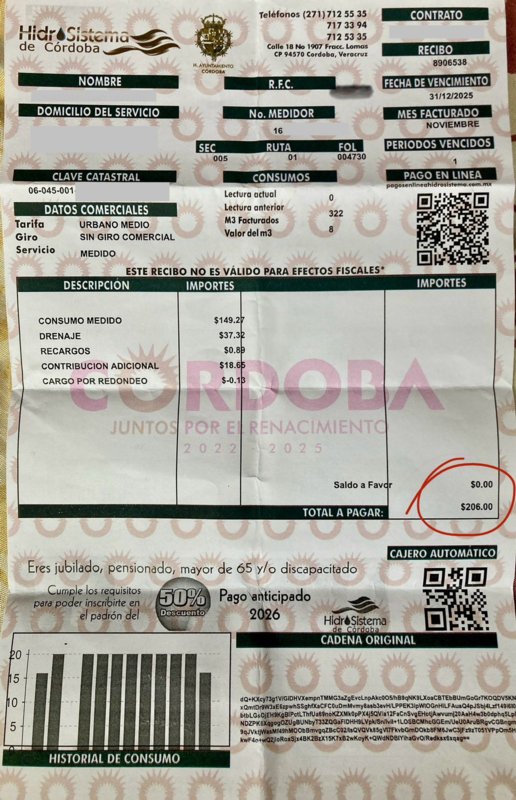 HidrSistema
de Córdoba
H. AYUNTAMIENTO
CÓRDOBA
Teléfonos (271) 712 55 35
717 33 94
712 53 35
Calle 18 No 1907 Fracc. Lomas
CP 94570 Cordoba, Veracruz
CONTRATO
RECIBO
8906538
NOMBRE
R.F.C.
FECHA DE VENCIMIENTO
31/12/2025
DOMICILIO DEL SERVICIO
No. MEDIDOR
16
MES FACTURADO
NOVIEMBRE
SEC RUTA FOL
005 01 004730
PERIODOS VENCIDOS
1
CLAVE CATASTRAL
06-045-001
CONSUMOS
PAGO EN LINEA
pagosenlineahidrosistema.com.mx
Lectura actual 0
Lectura anterior 322
M3 Facturados
Valor del m3 8
DATOS COMERCIALES
Tarifa URBANO MEDIO
Giro SIN GIRO COMERCIAL
Servicio MEDIDO
ESTE RECIBO NO ES VÁLIDO PARA EFECTOS FISCALES*
DESCRIPCIÓN IMPORTES IMPORTES
CONSUMO MEDIDO $149.27
DRENAJE $37.32
RECARGOS $0.89
CONTRIBUCION ADICIONAL $18.65
CARGO POR REDONDEO $-0.13
CÓRDOBA
JUNTOS POR EL RENACIMIENTO
2022 - 2025
Saldo a Favor $0.00
TOTAL A PAGAR: $206.00
CAJERO AUTOMÁTICO
Eres jubilado, pensionado, mayor de 65 y/o discapacitado
Cumple los requisitos
para poder inscribirte en
el padrón del
50%
Descuento
Pago anticipado
2026
HidrSistema
de Córdoba
CADENA ORIGINAL
20
15
10
5
0
HISTORIAL DE CONSUMO